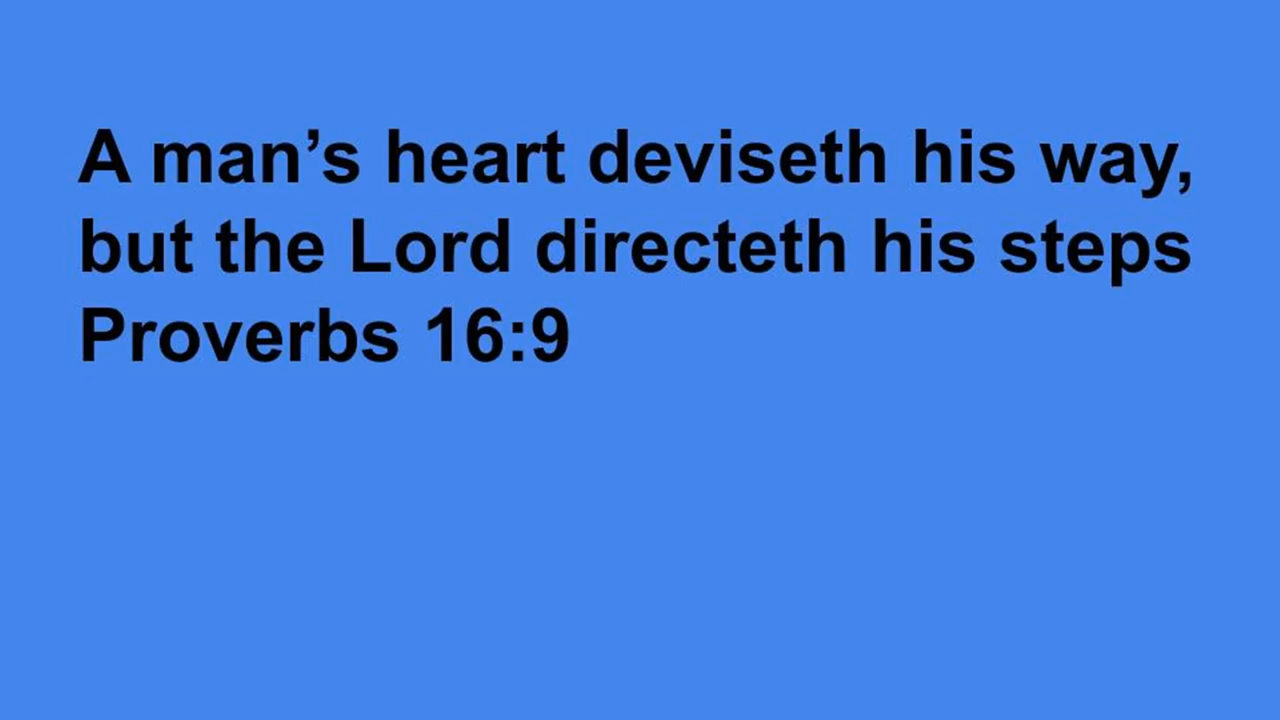 A man’s heart deviseth his way,
but the Lord directeth his steps
Proverbs 16:9